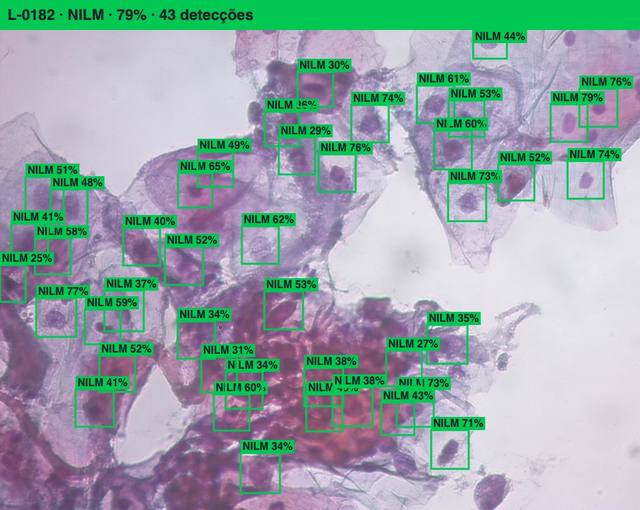 L-0182 · NILM · 79% · 43 detecções
NILM 44%
NILM 30%
NILM 61%
NILM 76%
NILM 53%
NILM 74%
NILM 79%
NILM 60%
NILM 29%
NILM 49%
NILM 76%
NILM 52%
NILM 74%
NILM 65%
NILM 51%
NILM 48%
NILM 73%
NILM 41%
NILM 40%
NILM 62%
NILM 58%
NILM 52%
NILM 25%
NILM 37%
NILM 53%
NILM 77%
NILM 59%
NILM 34%
NILM 35%
NILM 52%
NILM 31%
NILM 27%
NILM 34%
NILM 38%
NILM 41%
NILM 60%
NILM
NILM 38%
NILM 73%
NILM 43%
NILM 34%
NILM 71%